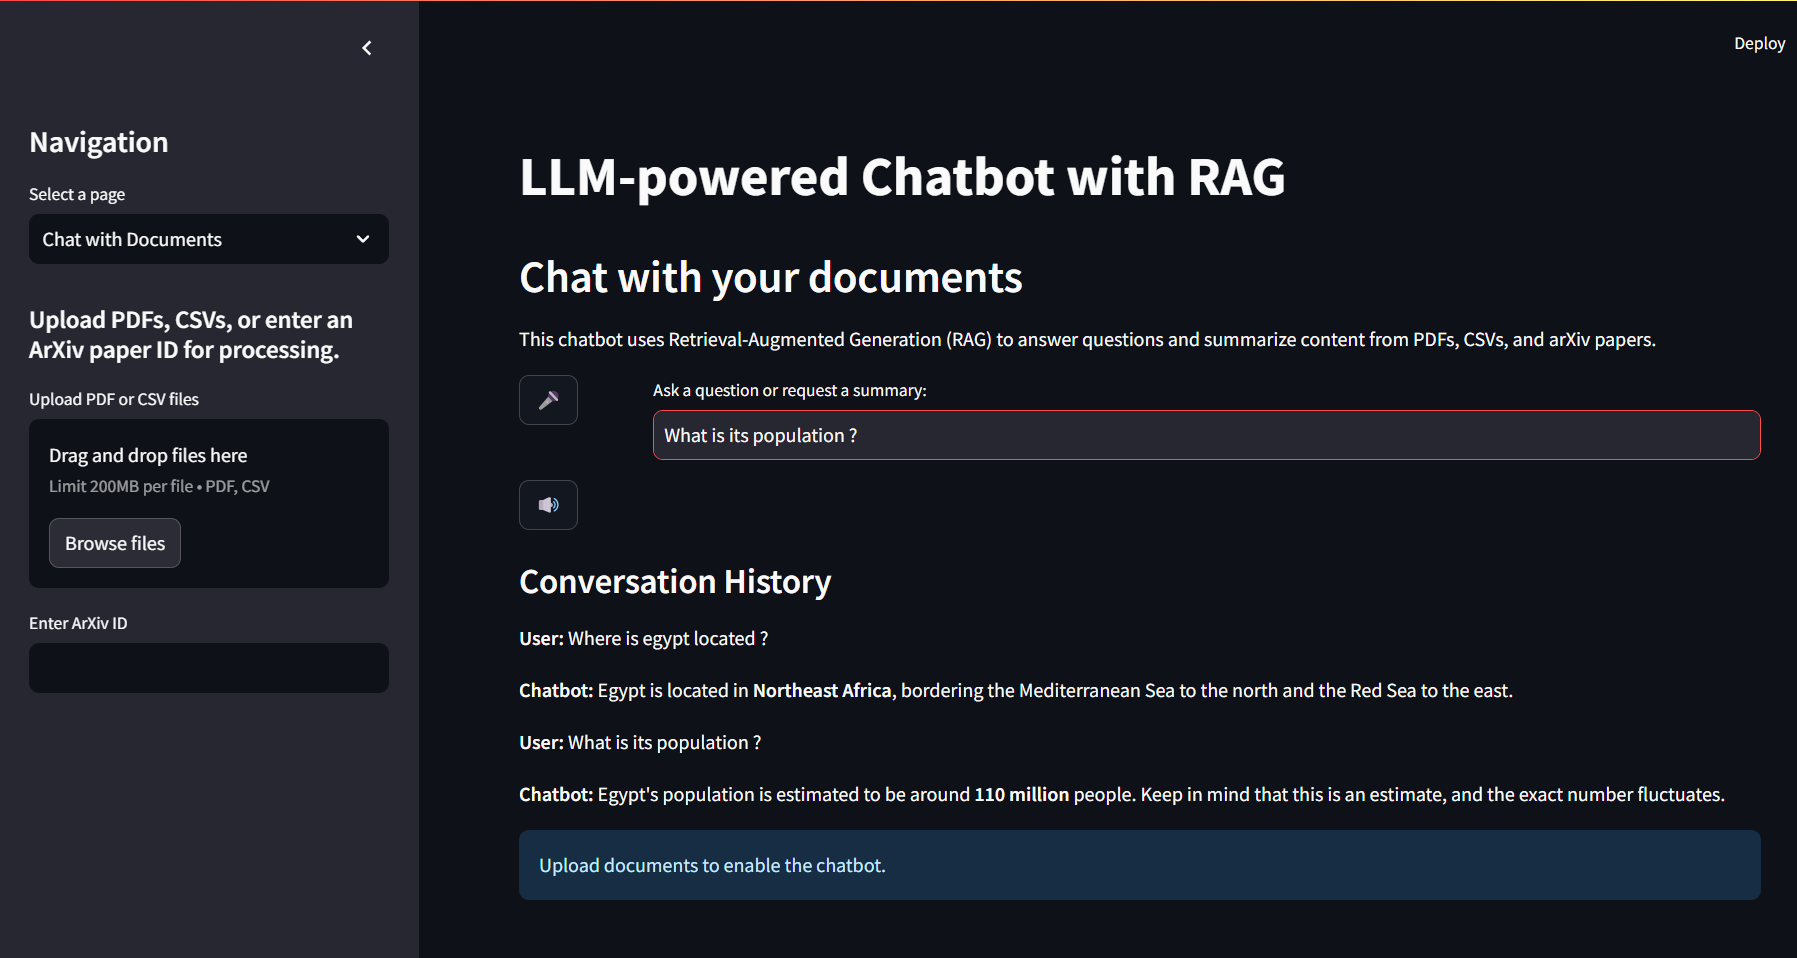 Deploy
Navigation
Select a page
Chat with Documents
Upload PDFs, CSVs, or enter an
ArXiv paper ID for processing.
Upload PDF or CSV files
Drag and drop files here
Limit 200MB per file • PDF, CSV
Browse files
Enter ArXiv ID
LLM-powered Chatbot with RAG
Chat with your documents
This chatbot uses Retrieval-Augmented Generation (RAG) to answer questions and summarize content from PDFs, CSVs, and arXiv papers.
Ask a question or request a summary:
What is its population ?
Conversation History
User: Where is egypt located ?
Chatbot: Egypt is located in Northeast Africa, bordering the Mediterranean Sea to the north and the Red Sea to the east.
User: What is its population ?
Chatbot: Egypt's population is estimated to be around 110 million people. Keep in mind that this is an estimate, and the exact number fluctuates.
Upload documents to enable the chatbot.